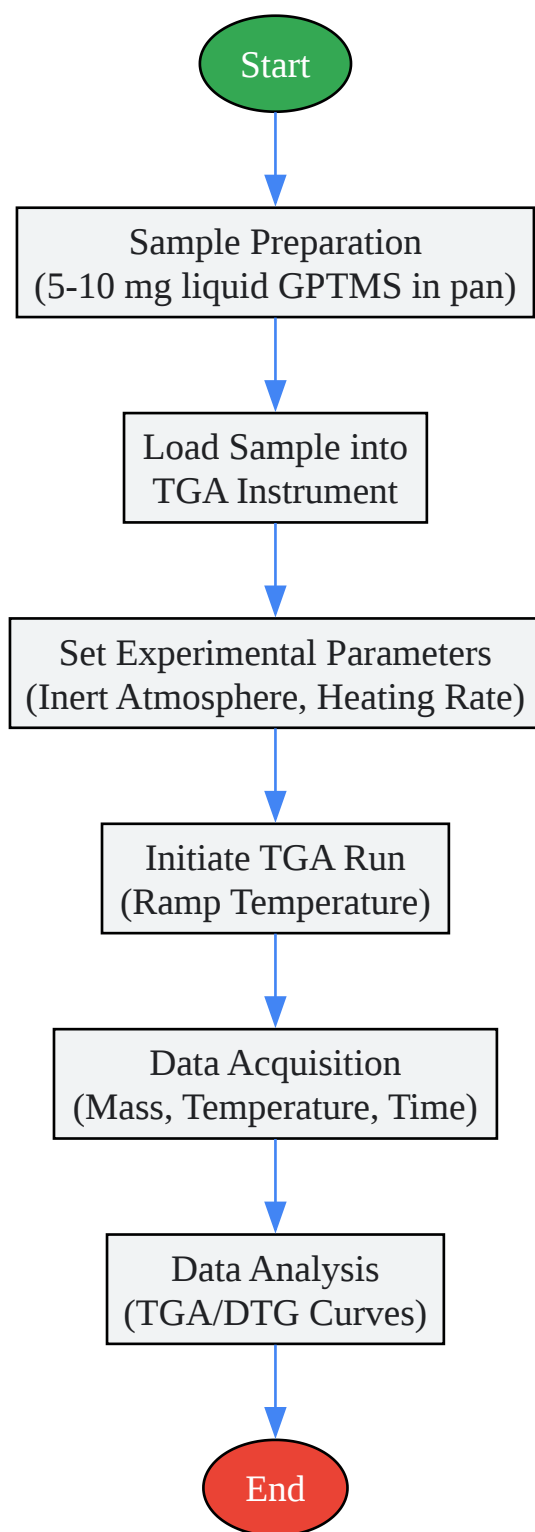 Start
Sample Preparation
(5-10 mg liquid GPTMS in pan)
Load Sample into
TGA Instrument
Set Experimental Parameters
(Inert Atmosphere, Heating Rate)
Initiate TGA Run
(Ramp Temperature)
Data Acquisition
(Mass, Temperature, Time)
Data Analysis
(TGA/DTG Curves)
End